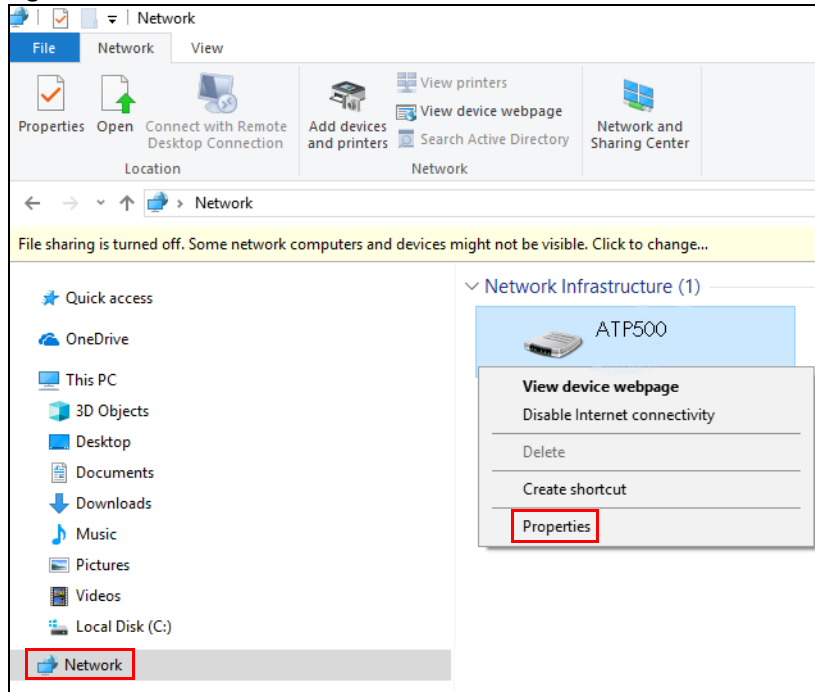 Network
File
Network
View
Properties
Open
Connect with Remote
Desktop Connection
Add devices
and printers
View printers
View device webpage
Search Active Directory
Network and
Sharing Center
Location
Network
Network
File sharing is turned off. Some network computers and devices might not be visible. Click to change...
Quick access
OneDrive
This PC
3D Objects
Desktop
Documents
Downloads
Music
Pictures
Videos
Local Disk (C:)
Network
Network Infrastructure (1)
ATP500
View device webpage
Disable Internet connectivity
Delete
Create shortcut
Properties